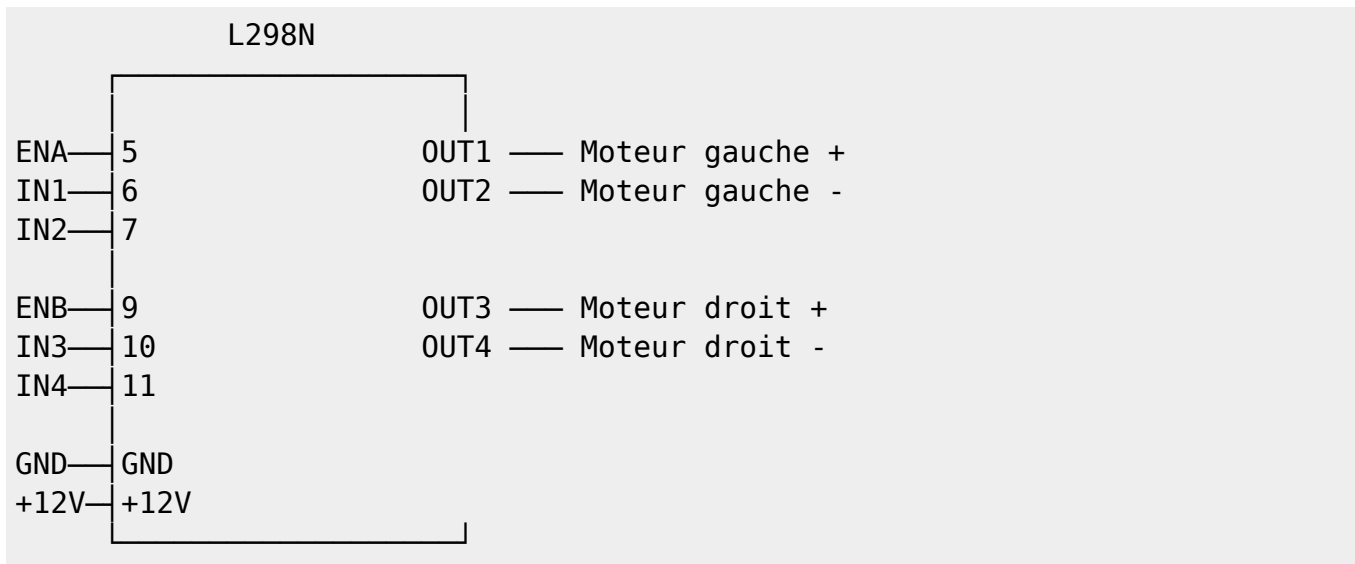 L298N
ENA 5 OUT1 ─── Moteur gauche +
IN1 6 OUT2 ─── Moteur gauche -
IN2 7
ENB 9 OUT3 ─── Moteur droit +
IN3 10 OUT4 ─── Moteur droit -
IN4 11
GND GND
+12V +12V